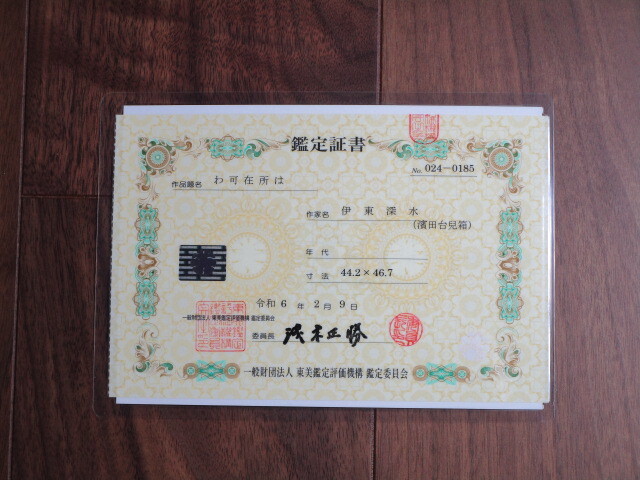 鑑定証書
No. 024-0185
作品題名 わ可在所は
作家名 伊東深水
(濱田台兒箱)
年代
寸法 44.2×46.7
令和 6 年 2 月 9 日
一般財団法人 東美鑑定評価機構 鑑定委員会
委員長
一般財団法人 東美鑑定評価機構 鑑定委員会